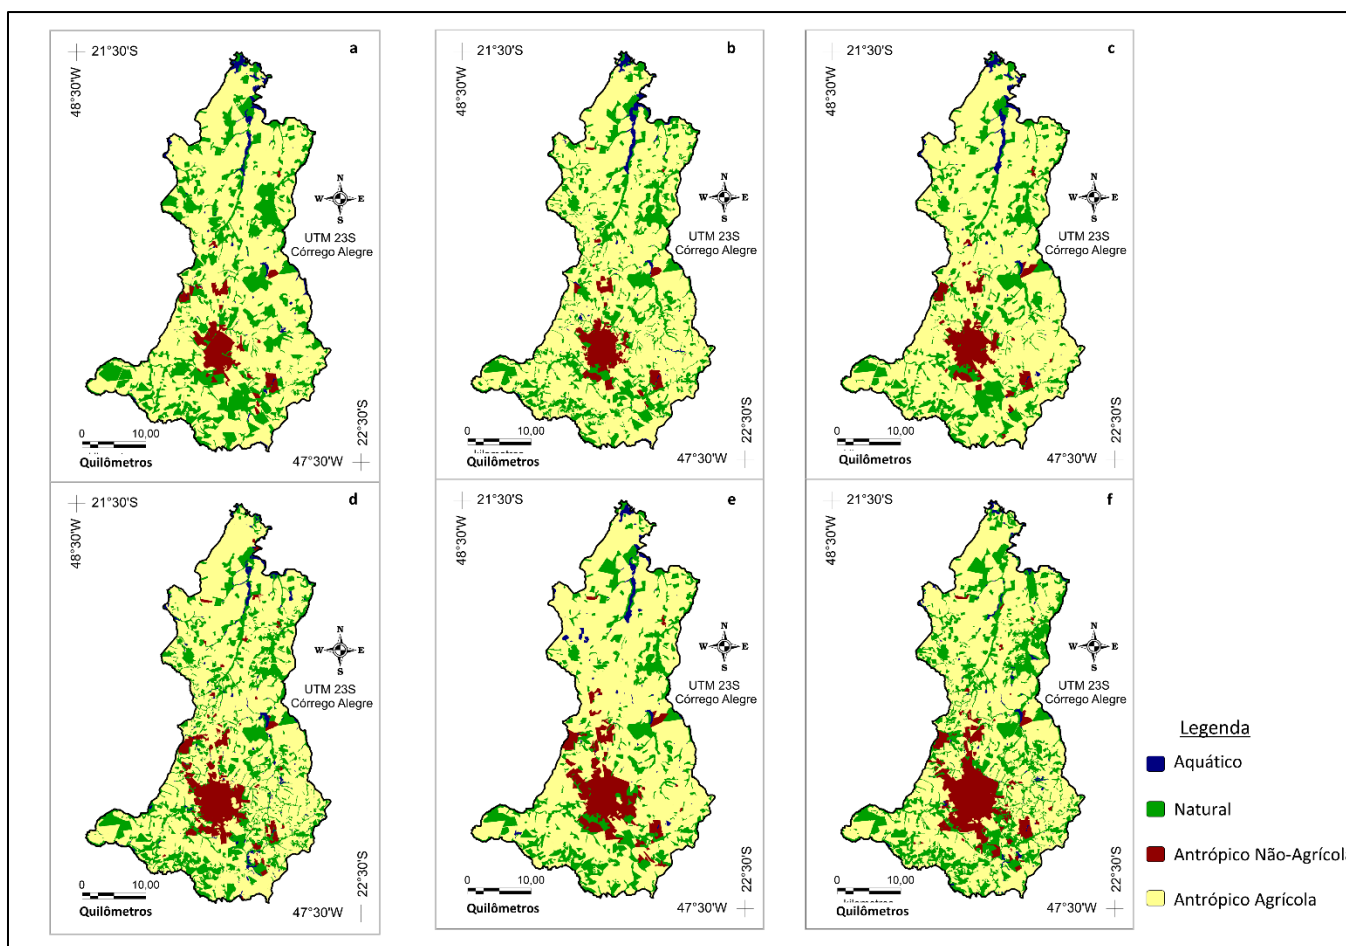 a
21°30'S
48°30'W
N
W E
S
UTM 23S
Córrego Alegre
0 10,00
Quilômetros
22°30'S
47°30'W
b
21°30'S
48°30'W
N
W E
S
UTM 23S
Córrego Alegre
0 10,00
Quilômetros
22°30'S
47°30'W
c
21°30'S
48°30'W
N
W E
S
UTM 23S
Córrego Alegre
0 10,00
Quilômetros
22°30'S
47°30'W
d
21°30'S
48°30'W
N
W E
S
UTM 23S
Córrego Alegre
0 10,00
Quilômetros
22°30'S
47°30'W
e
21°30'S
48°30'W
N
W E
S
UTM 23S
Córrego Alegre
0 10,00
Quilômetros
22°30'S
47°30'W
f
21°30'S
48°30'W
N
W E
S
UTM 23S
Córrego Alegre
0 10,00
Quilômetros
22°30'S
47°30'W
Legenda
Aquático
Natural
Antrópico Não-Agrícola
Antrópico Agrícola